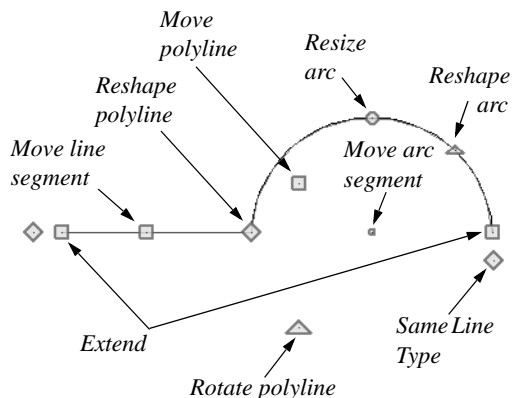 Move
polyline
Resize
arc
Reshape
polyline
Reshape
arc
Move line
segment
Move arc
segment
Extend
Same Line
Type
Rotate polyline